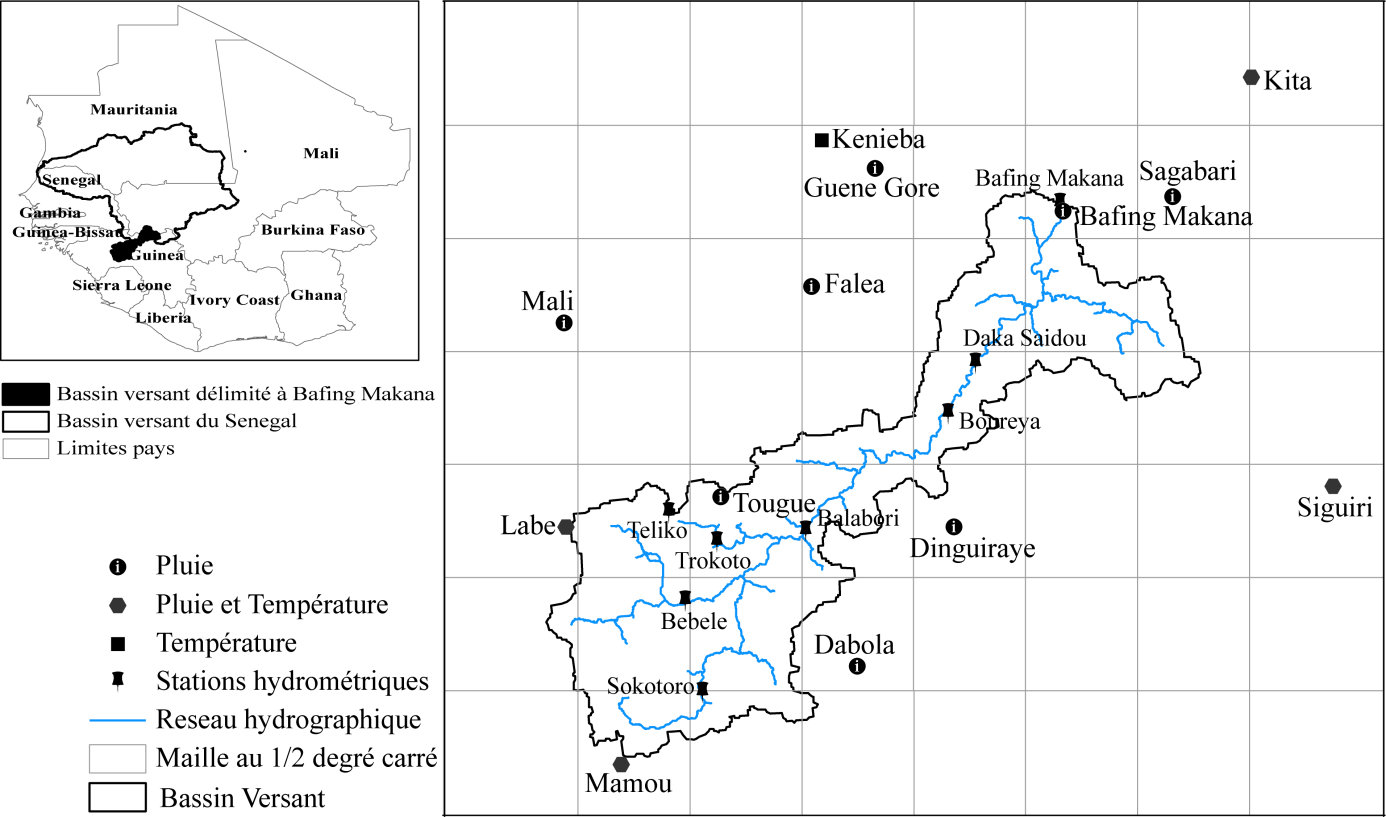 Mauritania
Mali
Senegal
Gambia
Guinea-Bissau
Guinea
Burkina Faso
Sierra Leone
Ivory Coast
Ghana
Liberia
Bassin versant délimité à Bafing Makana
Bassin versant du Senegal
Limites pays
Pluie
Pluie et Température
Température
Stations hydrométriques
Reseau hydrographique
Maille au 1/2 degré carré
Bassin Versant
Kita
Kenieba
Guene Gore
Bafing Makana
Sagabari
Bafing Makana
Falea
Mali
Daka Saidou
Boureya
Tougue
Siguiri
Labe
Teliko
Balabori
Trokoto
Dinguiraye
Bebele
Dabola
Sokotoro
Mamou